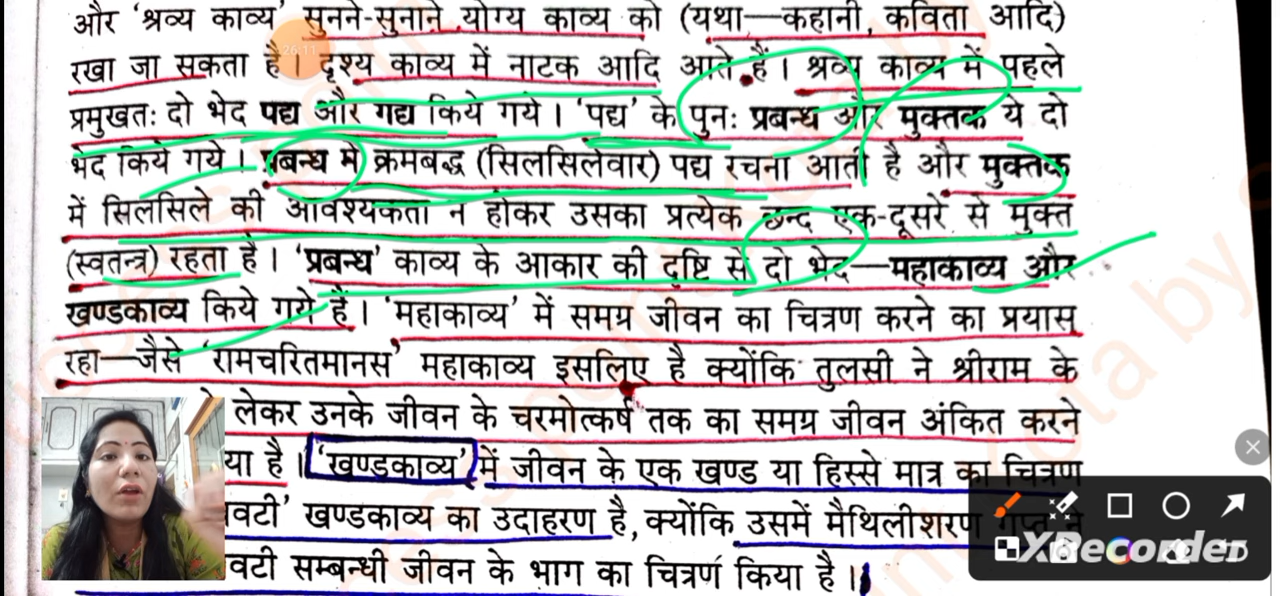 और 'श्रव्य काव्य' सुनने-सुनाने योग्य काव्य को (यथा—कहानी, कविता आदि)
26:11
रखा जा सकता है। दृश्य काव्य में नाटक आदि आते हैं। श्रव्य काव्य में पहले
प्रमुखतः दो भेद पद्य और गद्य किये गये। 'पद्य' के पुनः प्रबन्ध और मुक्तक ये दो
भेद किये गये। प्रबन्ध में क्रमबद्ध (सिलसिलेवार) पद्य रचना आती है और मुक्तक
में सिलसिले की आवश्यकता न होकर उसका प्रत्येक छन्द एक-दूसरे से मुक्त
(स्वतन्त्र) रहता है। 'प्रबन्ध' काव्य के आकार की दृष्टि से दो भेद—महाकाव्य और
खण्डकाव्य किये गये हैं। 'महाकाव्य' में समग्र जीवन का चित्रण करने का प्रयास
रहा—जैसे 'रामचरितमानस' महाकाव्य इसलिए है क्योंकि तुलसी ने श्रीराम के
लेकर उनके जीवन के चरमोत्कर्ष तक का समग्र जीवन अंकित करने
या है। 'खण्डकाव्य' में जीवन के एक खण्ड या हिस्से मात्र का चित्रण
वटी' खण्डकाव्य का उदाहरण है, क्योंकि उसमें मैथिलीशरण गुप्त ने
वटी सम्बन्धी जीवन के भाग का चित्रण किया है।
XRecorder